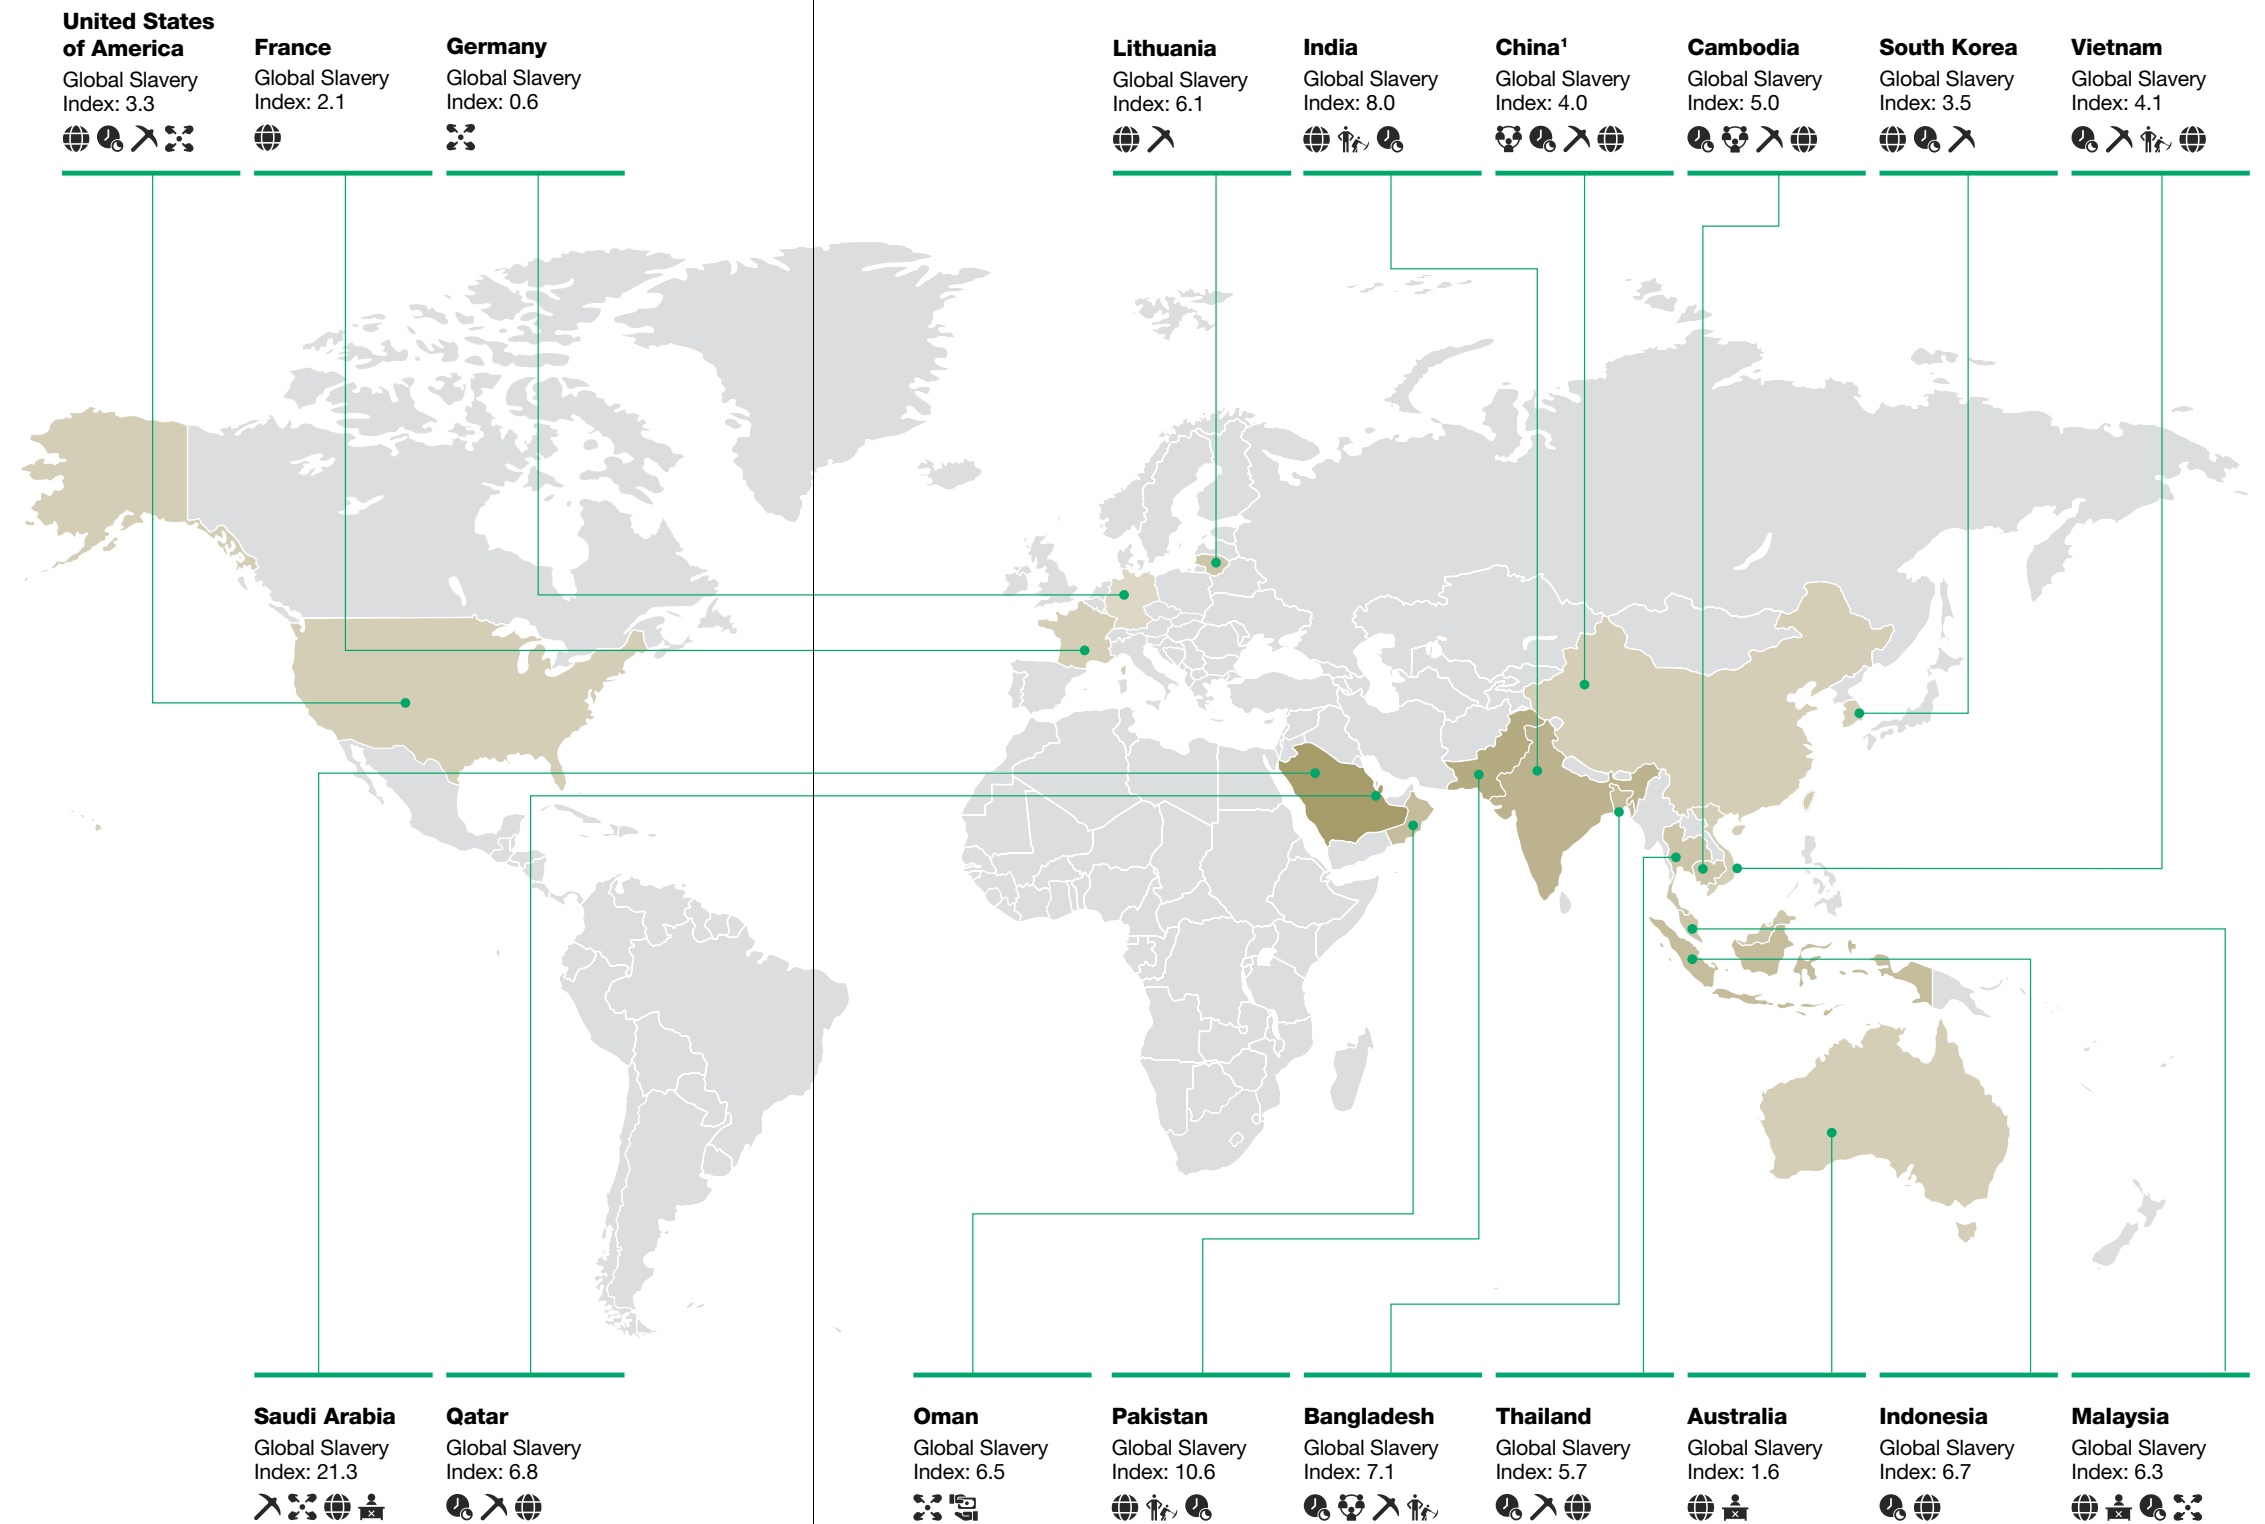 United States
of America
Global Slavery
Index: 3.3
France
Global Slavery
Index: 2.1
Germany
Global Slavery
Index: 0.6
Lithuania
Global Slavery
Index: 6.1
India
Global Slavery
Index: 8.0
China¹
Global Slavery
Index: 4.0
Cambodia
Global Slavery
Index: 5.0
South Korea
Global Slavery
Index: 3.5
Vietnam
Global Slavery
Index: 4.1
Saudi Arabia
Global Slavery
Index: 21.3
Qatar
Global Slavery
Index: 6.8
Oman
Global Slavery
Index: 6.5
Pakistan
Global Slavery
Index: 10.6
Bangladesh
Global Slavery
Index: 7.1
Thailand
Global Slavery
Index: 5.7
Australia
Global Slavery
Index: 1.6
Indonesia
Global Slavery
Index: 6.7
Malaysia
Global Slavery
Index: 6.3